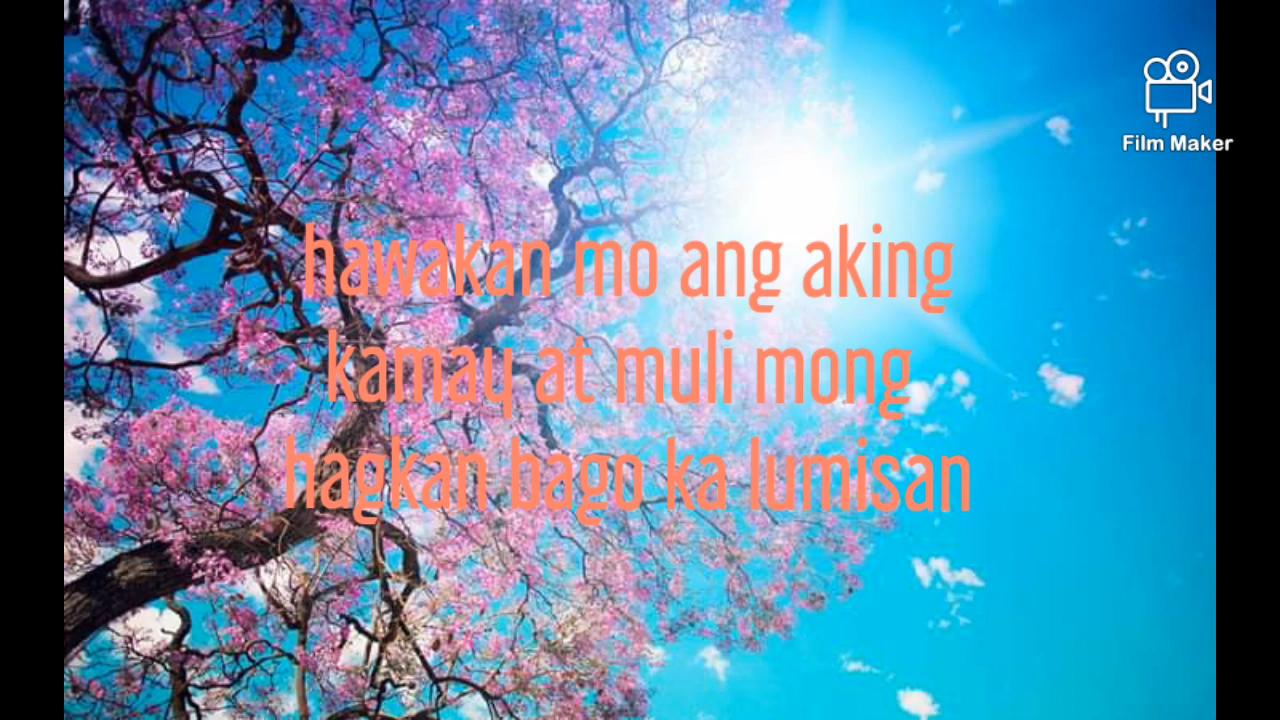 Film Maker
hawakan mo ang aking
kamay at muli mong
hagkan bago ka lumisan